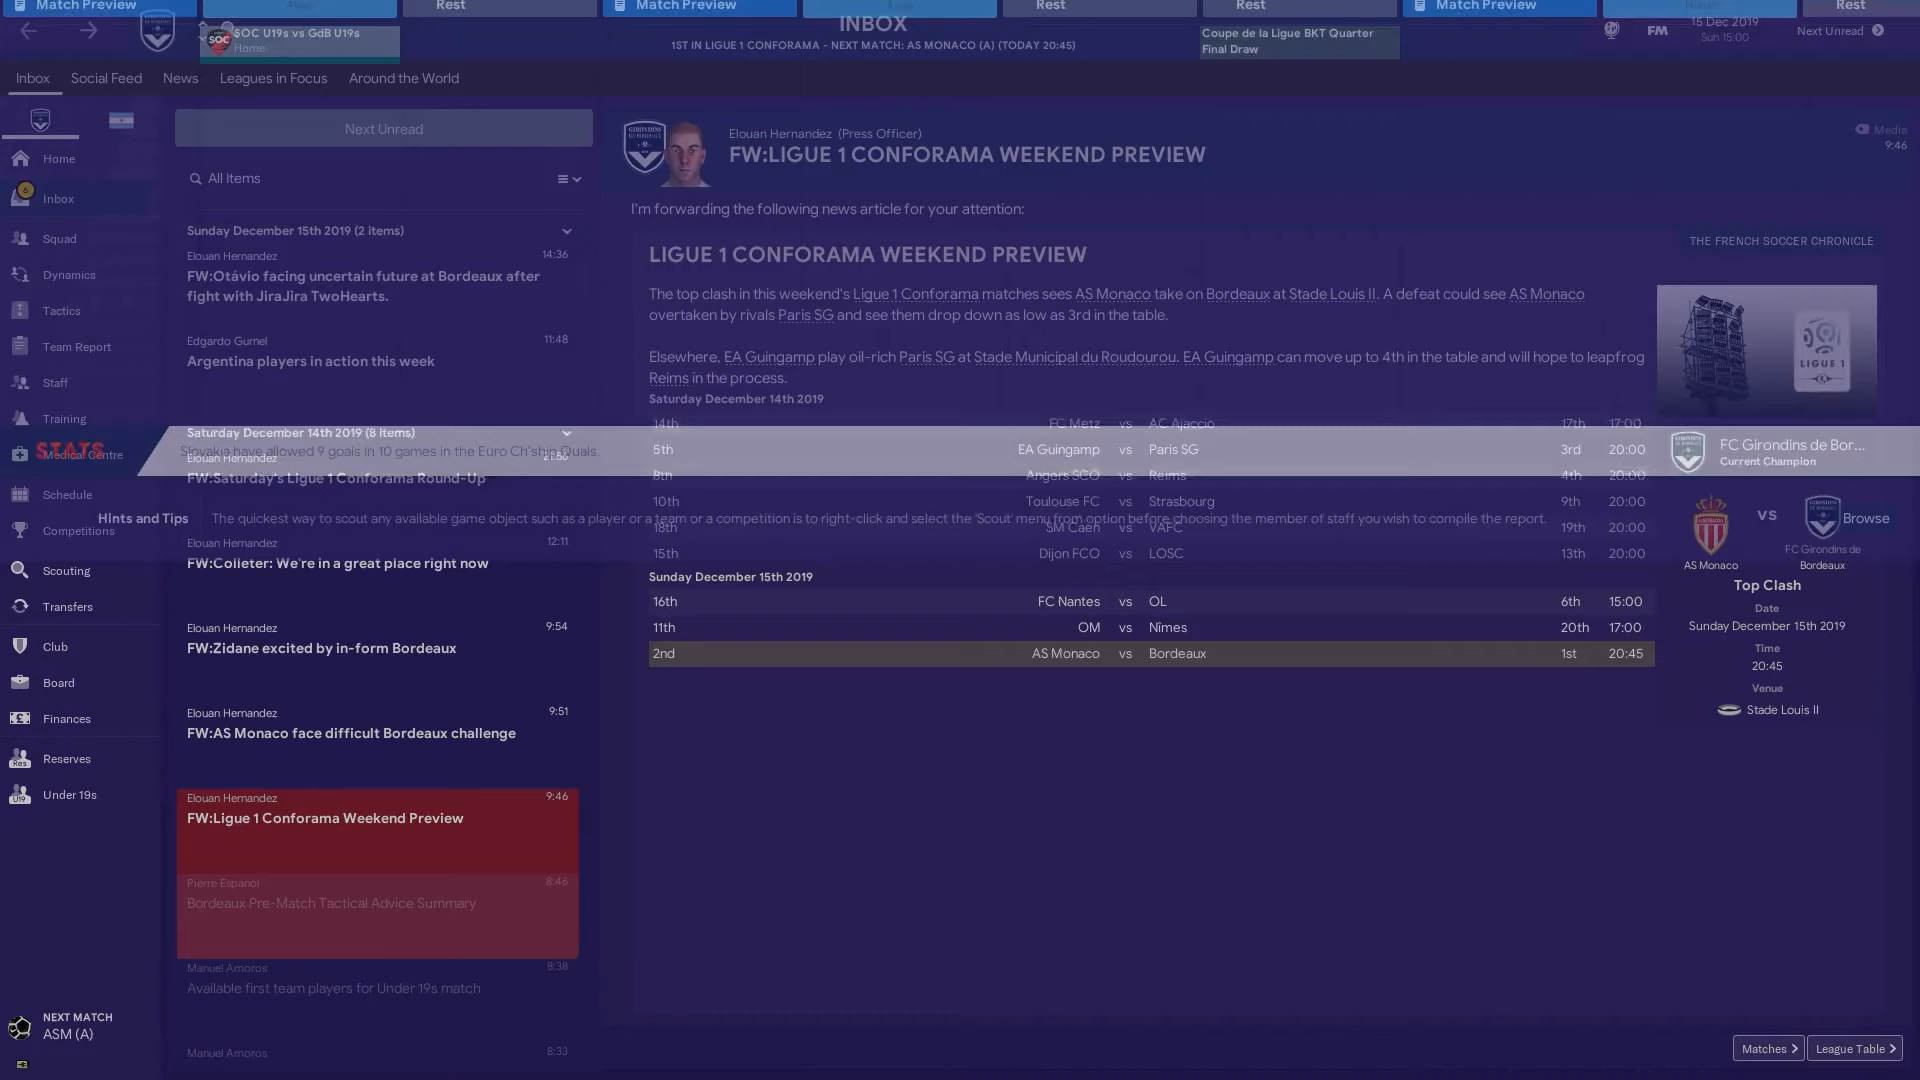 Match Preview
Rest
Match Preview
Rest
Rest
Match Preview
Rest
SOC U19s vs GdB U19s
Home
INBOX
1ST IN LIGUE 1 CONFORAMA - NEXT MATCH: AS MONACO (A) (TODAY 20:45)
Coupe de la Ligue BKT Quarter
Final Draw
FM
15 Dec 2019
Sun 15:00
Next Unread
Inbox
Social Feed
News
Leagues in Focus
Around the World
Home
6
Inbox
Squad
Dynamics
Tactics
Team Report
Staff
Training
Medical Centre
STATS
Schedule
Competitions
Scouting
Transfers
Club
Board
Finances
Reserves
Under 19s
NEXT MATCH
ASM (A)
Next Unread
All Items
Sunday December 15th 2019 (2 items)
Elouan Hernandez 14:36
FW:Otávio facing uncertain future at Bordeaux after
fight with JiraJira TwoHearts.
Edgardo Gumel 11:48
Argentina players in action this week
Saturday December 14th 2019 (8 items)
Slovakia have allowed 9 goals in 10 games in the Euro Ch'ship Quals.
Elouan Hernandez
FW:Saturday's Ligue 1 Conforama Round-Up
Hints and Tips
The quickest way to scout any available game object such as a player or a team or a competition is to right-click and select the 'Scout' menu from option before choosing the member of staff you wish to compile the report.
Elouan Hernandez 12:11
FW:Colleter: We're in a great place right now
Elouan Hernandez 9:54
FW:Zidane excited by in-form Bordeaux
Elouan Hernandez 9:51
FW:AS Monaco face difficult Bordeaux challenge
Elouan Hernandez 9:46
FW:Ligue 1 Conforama Weekend Preview
Pierre Espanol 8:46
Bordeaux Pre-Match Tactical Advice Summary
Manuel Amoros 8:38
Available first team players for Under 19s match
Manuel Amoros 8:33
Elouan Hernandez (Press Officer)
FW:LIGUE 1 CONFORAMA WEEKEND PREVIEW
Media
9:46
I'm forwarding the following news article for your attention:
LIGUE 1 CONFORAMA WEEKEND PREVIEW
THE FRENCH SOCCER CHRONICLE
The top clash in this weekend's Ligue 1 Conforama matches sees AS Monaco take on Bordeaux at Stade Louis II. A defeat could see AS Monaco
overtaken by rivals Paris SG and see them drop down as low as 3rd in the table.
Elsewhere, EA Guingamp play oil-rich Paris SG at Stade Municipal du Roudourou. EA Guingamp can move up to 4th in the table and will hope to leapfrog
Reims in the process.
Saturday December 14th 2019
14th FC Metz vs AC Ajaccio 17th 17:00
5th EA Guingamp vs Paris SG 3rd 20:00
8th Angers SCO vs Reims 4th 20:00
10th Toulouse FC vs Strasbourg 9th 20:00
18th SM Caen vs VAFC 19th 20:00
15th Dijon FCO vs LOSC 13th 20:00
Sunday December 15th 2019
16th FC Nantes vs OL 6th 15:00
11th OM vs Nîmes 20th 17:00
2nd AS Monaco vs Bordeaux 1st 20:45
LIGUE 1
FC Girondins de Bor...
Current Champion
VS
Browse
AS Monaco
FC Girondins de
Bordeaux
Top Clash
Date
Sunday December 15th 2019
Time
20:45
Venue
Stade Louis II
Matches
League Table